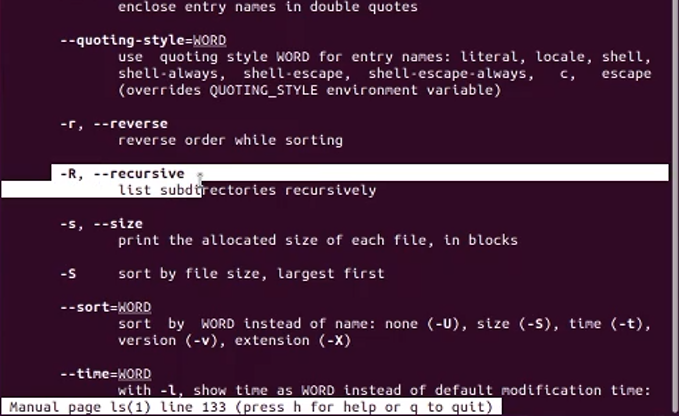 enclose entry names in double quotes
--quoting-style=WORD
use quoting style WORD for entry names: literal, locale, shell,
shell-always, shell-escape, shell-escape-always, c, escape
(overrides QUOTING_STYLE environment variable)
-r, --reverse
reverse order while sorting
-R, --recursive
list subdirectories recursively
-s, --size
print the allocated size of each file, in blocks
-S sort by file size, largest first
--sort=WORD
sort by WORD instead of name: none (-U), size (-S), time (-t),
version (-v), extension (-X)
--time=WORD
with -l, show time as WORD instead of default modification time:
Manual page ls(1) line 133 (press h for help or q to quit)